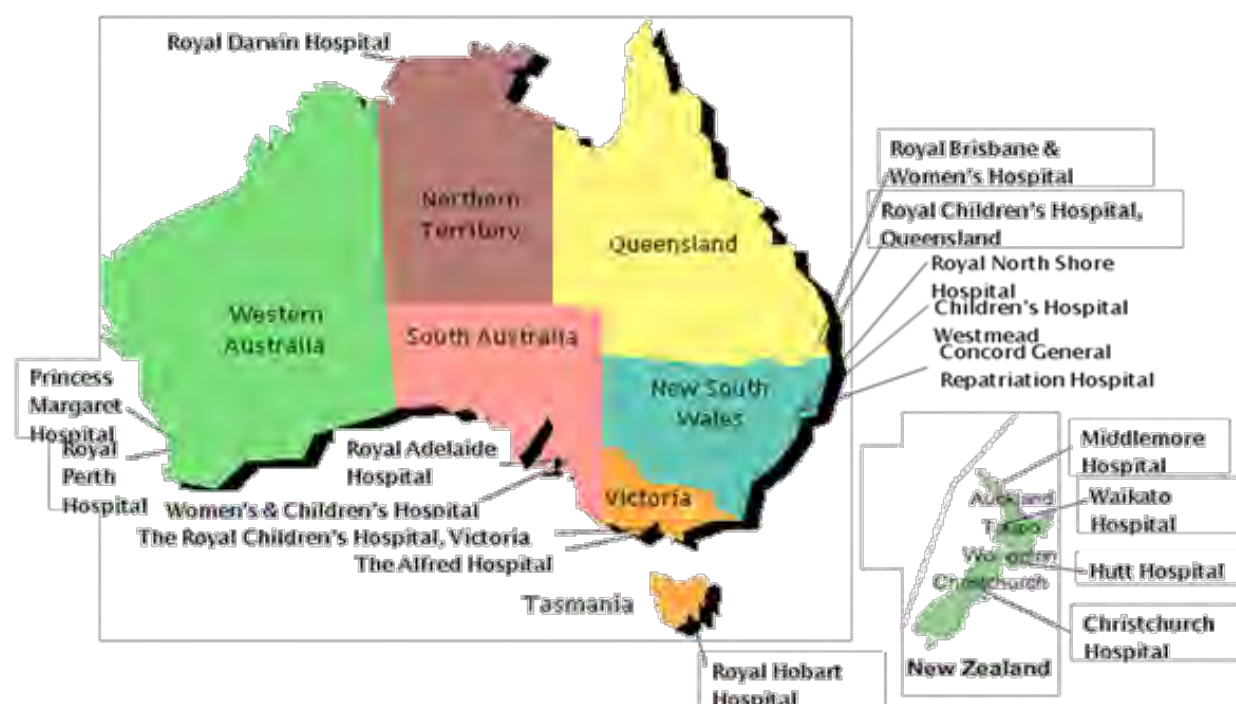 Royal Darwin Hospital
Northern
Territory
Queensland
Western
Australia
South Australia
New South
Wales
Victoria
Tasmania
Royal Brisbane &
Women's Hospital
Royal Children's Hospital,
Queensland
Royal North Shore
Hospital
Children's Hospital
Westmead
Concord General
Repatriation Hospital
Princess
Margaret
Hospital
Royal
Perth
Hospital
Royal Adelaide
Hospital
Women's & Children's Hospital
The Royal Children's Hospital, Victoria
The Alfred Hospital
Royal Hobart
Hospital
Middlemore
Hospital
Auckland
Waikato
Hospital
Hutt Hospital
Christchurch
Christchurch
Hospital
New Zealand